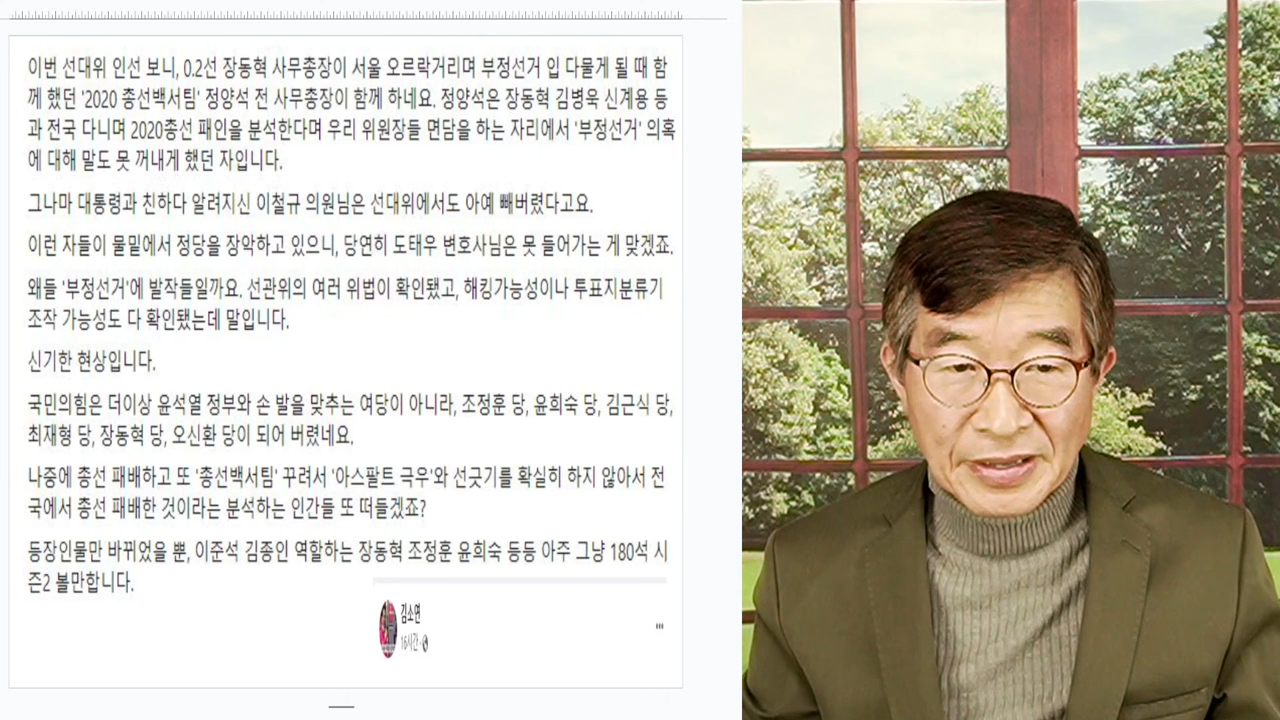 이번 선대위 인선 보니, 0.2선 장동혁 사무총장이 서울 오르락거리며 부정선거 입 다물게 될 때 함
께 했던 '2020 총선백서팀' 정양석 전 사무총장이 함께 하네요. 정양석은 장동혁 김병욱 신계용 등
과 전국 다니며 2020총선 패인을 분석한다며 우리 위원장들 면담을 하는 자리에서 '부정선거' 의혹
에 대해 말도 못 꺼내게 했던 자입니다.
그나마 대통령과 친하다 알려지신 이철규 의원님은 선대위에서도 아예 빼버렸다고요.
이런 자들이 물밑에서 정당을 장악하고 있으니, 당연히 도태우 변호사님은 못 들어가는 게 맞겠죠.
왜들 '부정선거'에 발작들일까요. 선관위의 여러 위법이 확인됐고, 해킹가능성이나 투표지분류기
조작 가능성도 다 확인됐는데 말입니다.
신기한 현상입니다.
국민의힘은 더이상 윤석열 정부와 손 발을 맞추는 여당이 아니라, 조정훈 당, 윤희숙 당, 김근식 당,
최재형 당, 장동혁 당, 오신환 당이 되어 버렸네요.
나중에 총선 패배하고 또 '총선백서팀' 꾸려서 '아스팔트 극우'와 선긋기를 확실히 하지 않아서 전
국에서 총선 패배한 것이라는 분석하는 인간들 또 떠들겠죠?
등장인물만 바뀌었을 뿐, 이준석 김종인 역할하는 장동혁 조정훈 윤희숙 등등 아주 그냥 180석 시
즌2 볼만합니다.
김소연
16시간 ·